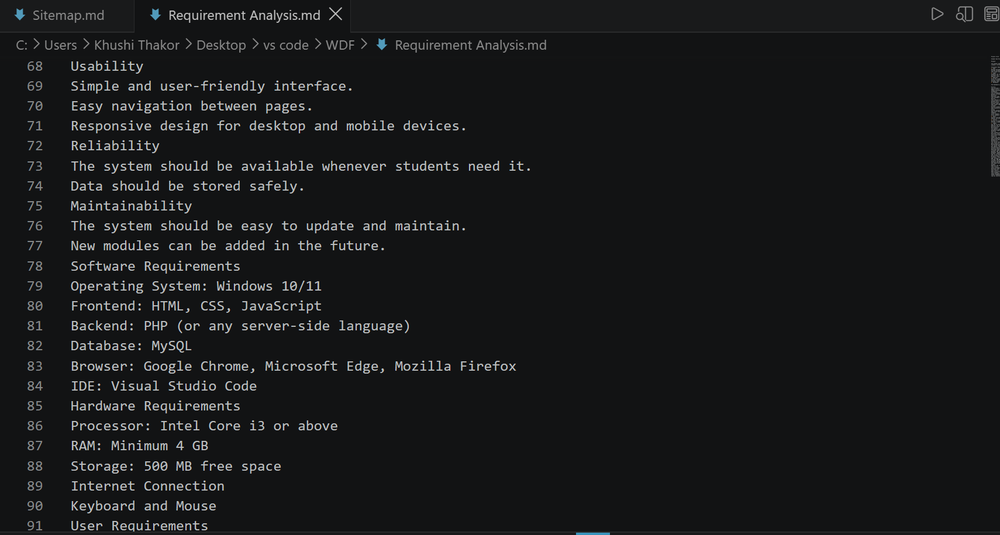 Sitemap.md
Requirement Analysis.md
C: > Users > Khushi Thakor > Desktop > vs code > WDF > Requirement Analysis.md
68 Usability
69 Simple and user-friendly interface.
70 Easy navigation between pages.
71 Responsive design for desktop and mobile devices.
72 Reliability
73 The system should be available whenever students need it.
74 Data should be stored safely.
75 Maintainability
76 The system should be easy to update and maintain.
77 New modules can be added in the future.
78 Software Requirements
79 Operating System: Windows 10/11
80 Frontend: HTML, CSS, JavaScript
81 Backend: PHP (or any server-side language)
82 Database: MySQL
83 Browser: Google Chrome, Microsoft Edge, Mozilla Firefox
84 IDE: Visual Studio Code
85 Hardware Requirements
86 Processor: Intel Core i3 or above
87 RAM: Minimum 4 GB
88 Storage: 500 MB free space
89 Internet Connection
90 Keyboard and Mouse
91 User Requirements